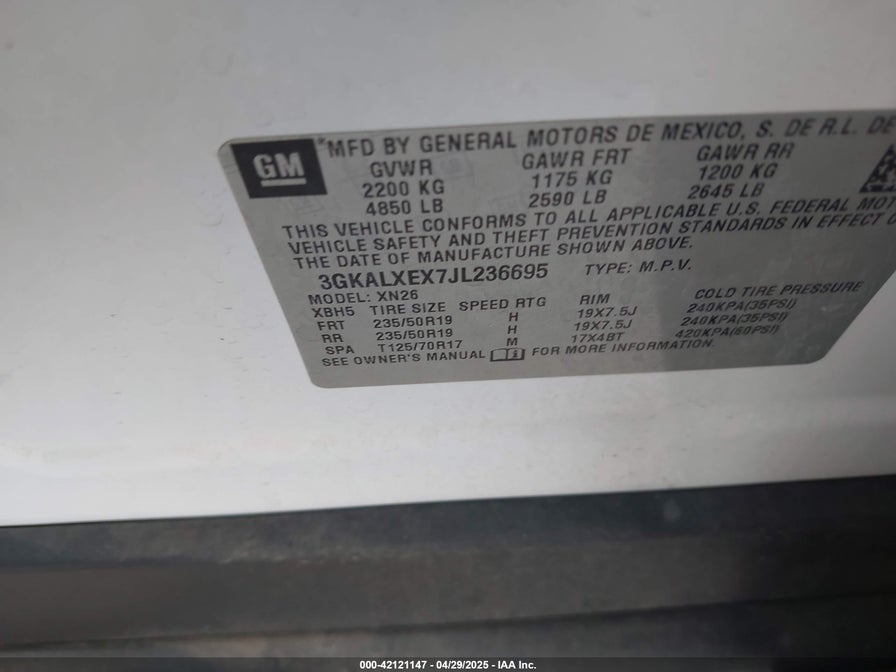 GM
*MFD BY GENERAL MOTORS DE MEXICO, S. DE R.L. DE
GVWR GAWR FRT GAWR RR
2200 KG 1175 KG 1200 KG
4850 LB 2590 LB 2645 LB
THIS VEHICLE CONFORMS TO ALL APPLICABLE U.S. FEDERAL MOT
VEHICLE SAFETY AND THEFT PREVENTION STANDARDS IN EFFECT O
THE DATE OF MANUFACTURE SHOWN ABOVE.
3GKALXEX7JL236695 TYPE: M.P.V.
MODEL: XN26
XBH5 TIRE SIZE SPEED RTG RIM COLD TIRE PRESSURE
FRT 235/50R19 H 19X7.5J 240KPA(35PSI)
RR 235/50R19 H 19X7.5J 240KPA(35PSI)
SPA T125/70R17 M 17X4BT 420KPA(60PSI)
SEE OWNER'S MANUAL FOR MORE INFORMATION.
000-42121147 - 04/29/2025 - IAA Inc.